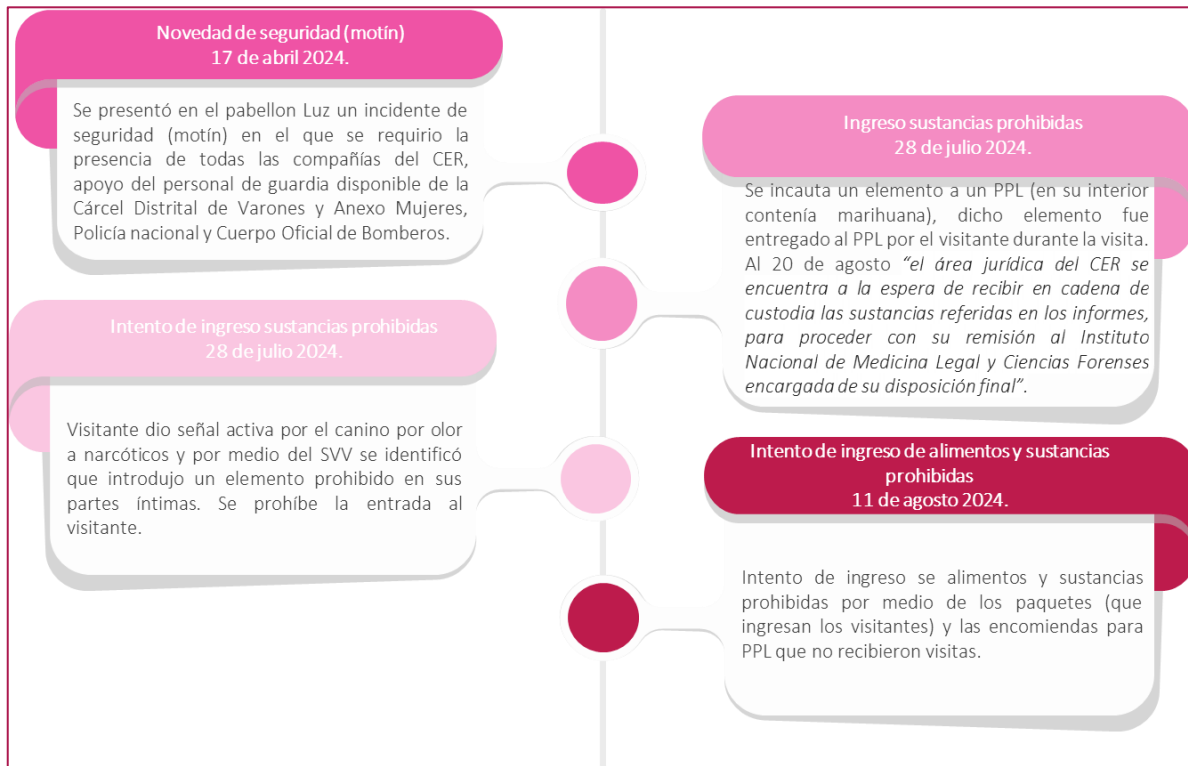 Novedad de seguridad (motín)
17 de abril 2024.
Se presentó en el pabellon Luz un incidente de
seguridad (motín) en el que se requirio la
presencia de todas las compañías del CER,
apoyo del personal de guardia disponible de la
Cárcel Distrital de Varones y Anexo Mujeres,
Policía nacional y Cuerpo Oficial de Bomberos.
Ingreso sustancias prohibidas
28 de julio 2024.
Se incauta un elemento a un PPL (en su interior
contenía marihuana), dicho elemento fue
entregado al PPL por el visitante durante la visita.
Al 20 de agosto “el área jurídica del CER se
encuentra a la espera de recibir en cadena de
custodia las sustancias referidas en los informes,
para proceder con su remisión al Instituto
Nacional de Medicina Legal y Ciencias Forenses
encargada de su disposición final”.
Intento de ingreso sustancias prohibidas
28 de julio 2024.
Visitante dio señal activa por el canino por olor
a narcóticos y por medio del SVV se identificó
que introdujo un elemento prohibido en sus
partes íntimas. Se prohíbe la entrada al
visitante.
Intento de ingreso de alimentos y sustancias
prohibidas
11 de agosto 2024.
Intento de ingreso se alimentos y sustancias
prohibidas por medio de los paquetes (que
ingresan los visitantes) y las encomiendas para
PPL que no recibieron visitas.